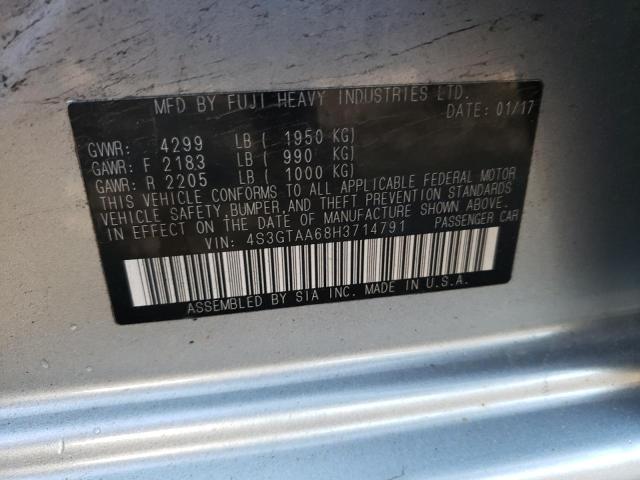 MFD BY FUJI HEAVY INDUSTRIES LTD.
DATE: 01/17
GVWR: 4299 LB ( 1950 KG)
GAWR: F 2183 LB ( 990 KG)
GAWR: R 2205 LB ( 1000 KG)
THIS VEHICLE CONFORMS TO ALL APPLICABLE FEDERAL MOTOR
VEHICLE SAFETY, BUMPER, AND THEFT PREVENTION STANDARDS
IN EFFECT ON THE DATE OF MANUFACTURE SHOWN ABOVE.
VIN: 4S3GTAA68H3714791 PASSENGER CAR
ASSEMBLED BY SIA INC. MADE IN U.S.A.